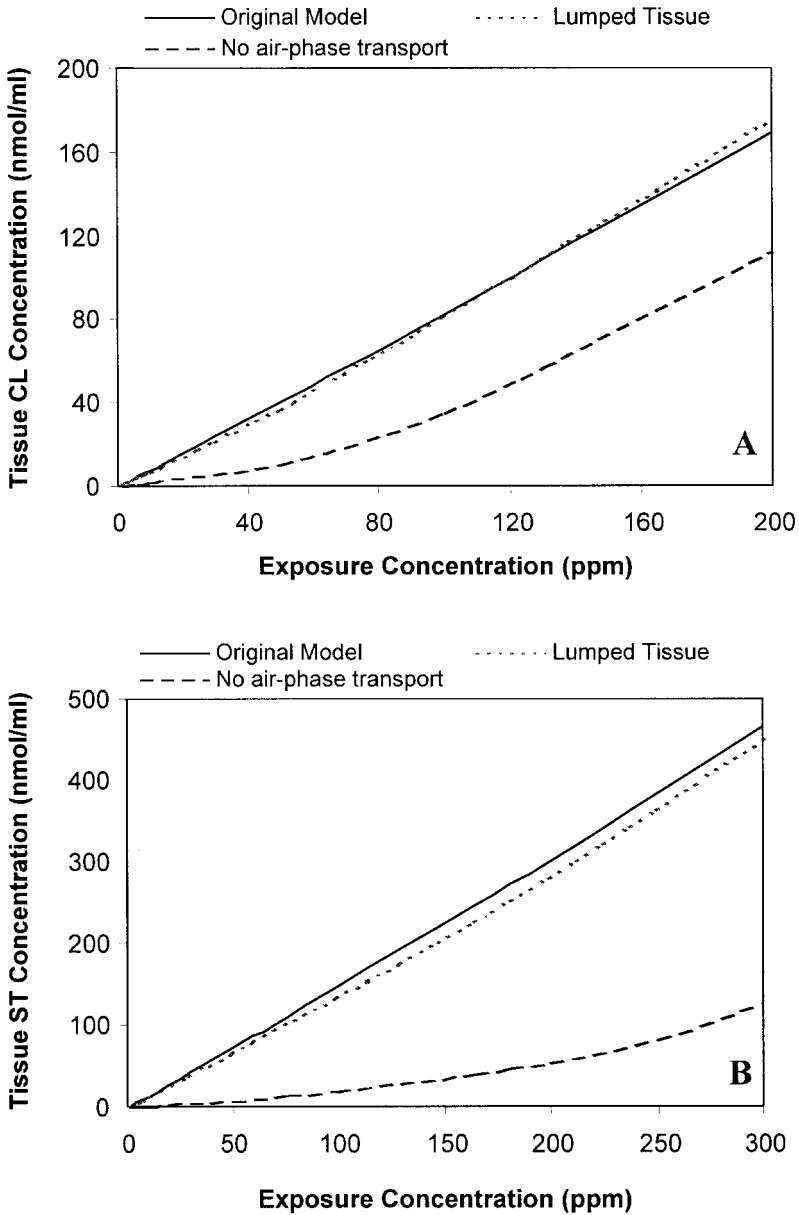 Original Model
Lumped Tissue
No air-phase transport
Tissue CL Concentration (nmol/ml)
200
160
120
80
40
0
A
0 40 80 120 160 200
Exposure Concentration (ppm)
Original Model
Lumped Tissue
No air-phase transport
Tissue ST Concentration (nmol/ml)
500
400
300
200
100
0
B
0 50 100 150 200 250 300
Exposure Concentration (ppm)